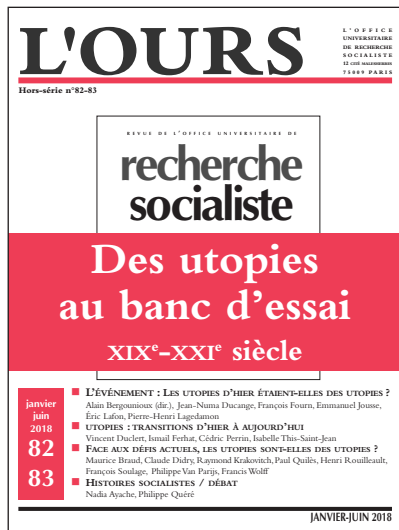 L'OURS
L'OFFICE
UNIVERSITAIRE
DE RECHERCHE
SOCIALISTE
12 CITÉ MALESHERBES
75009 PARIS
Hors-série n°82-83
REVUE DE L'OFFICE UNIVERSITAIRE DE
recherche
socialiste
Des utopies
au banc d'essai
XIXe-XXIe siècle
janvier
juin
2018
82
83
L'ÉVÉNEMENT : LES UTOPIES D'HIER ÉTAIENT-ELLES DES UTOPIES ?
Alain Bergounioux (dir.), Jean-Numa Ducange, François Fourn, Emmanuel Jousse,
Éric Lafon, Pierre-Henri Lagedamon
UTOPIES : TRANSITIONS D'HIER À AUJOURD'HUI
Vincent Duclert, Ismail Ferhat, Cédric Perrin, Isabelle This-Saint-Jean
FACE AUX DÉFIS ACTUELS, LES UTOPIES SONT-ELLES DES UTOPIES ?
Maurice Braud, Claude Didry, Raymond Krakovitch, Paul Quilès, Henri Rouilleault,
François Soulage, Philippe Van Parijs, Francis Wolff
HISTOIRES SOCIALISTES / DÉBAT
Nadia Ayache, Philippe Quéré
JANVIER-JUIN 2018